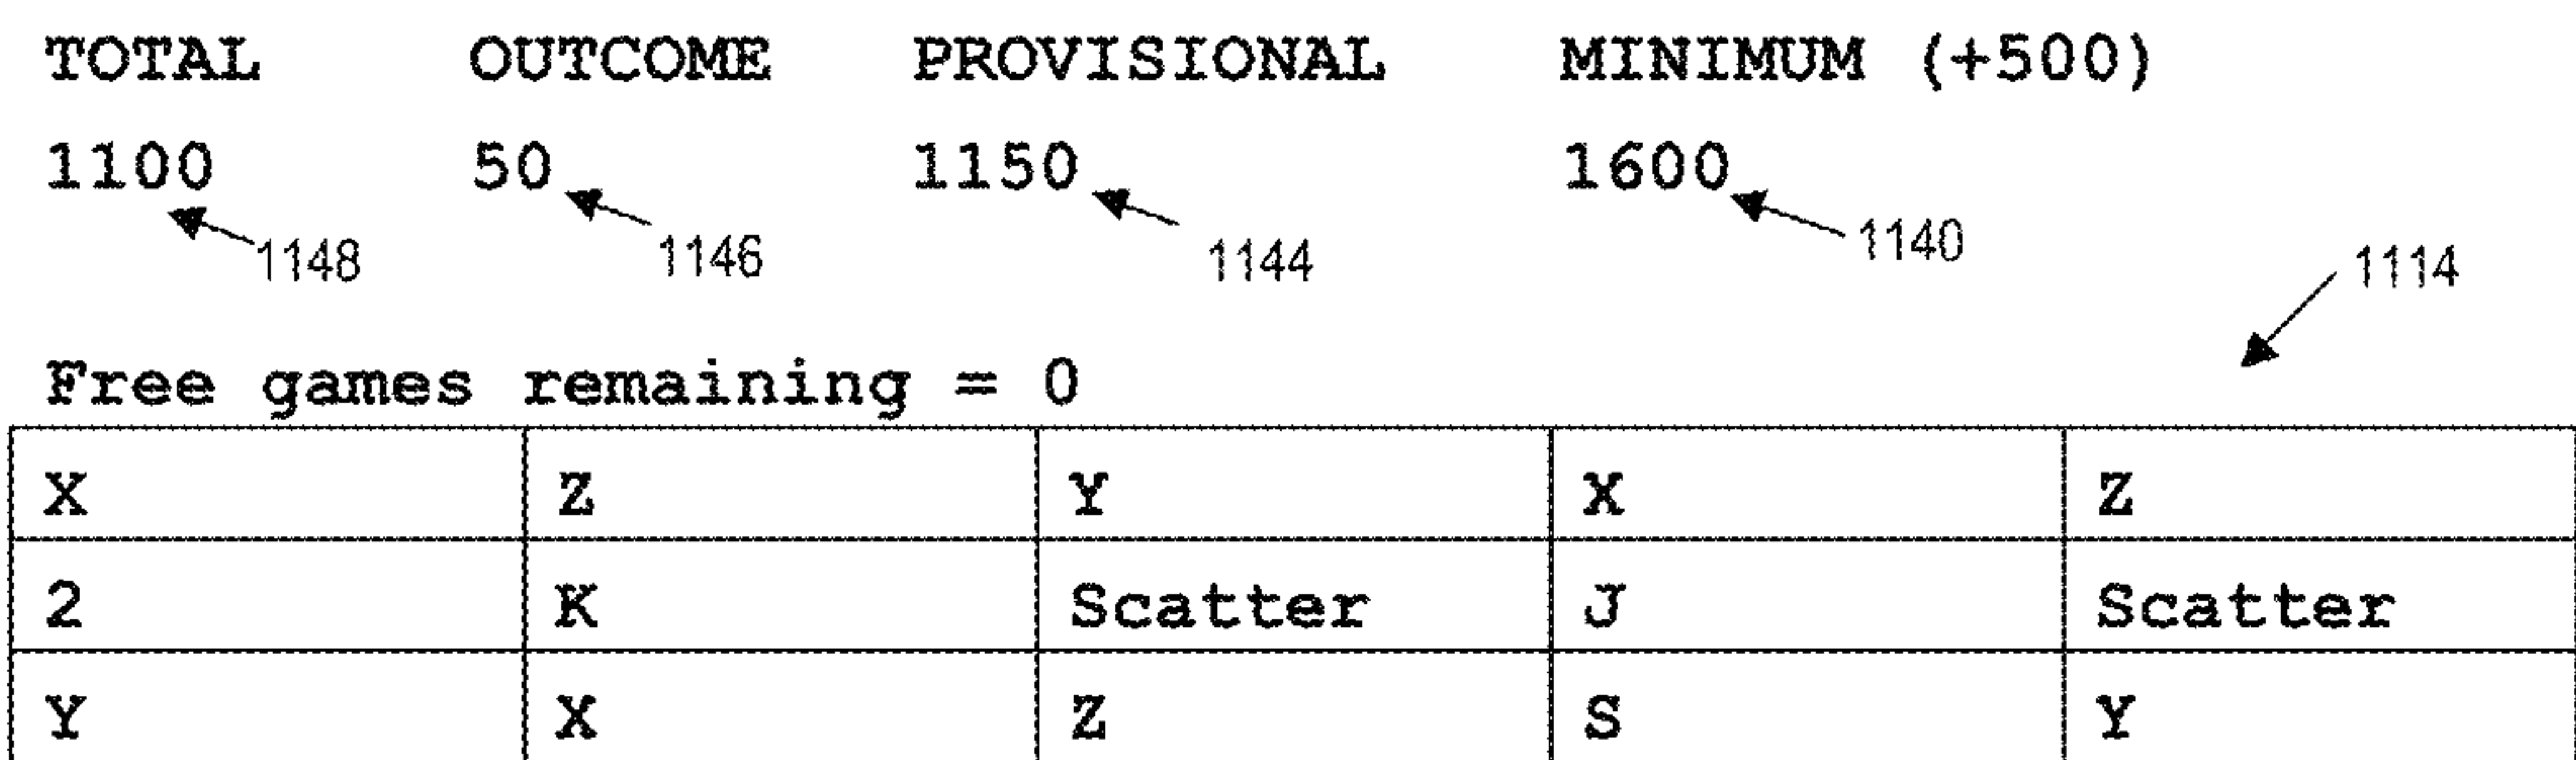 TOTAL OUTCOME PROVISIONAL MINIMUM (+500)
1100 50 1150 1600
1148 1146 1144 1140 1114
Free games remaining = 0
X Z Y X Z
2 K Scatter J Scatter
Y X Z S Y